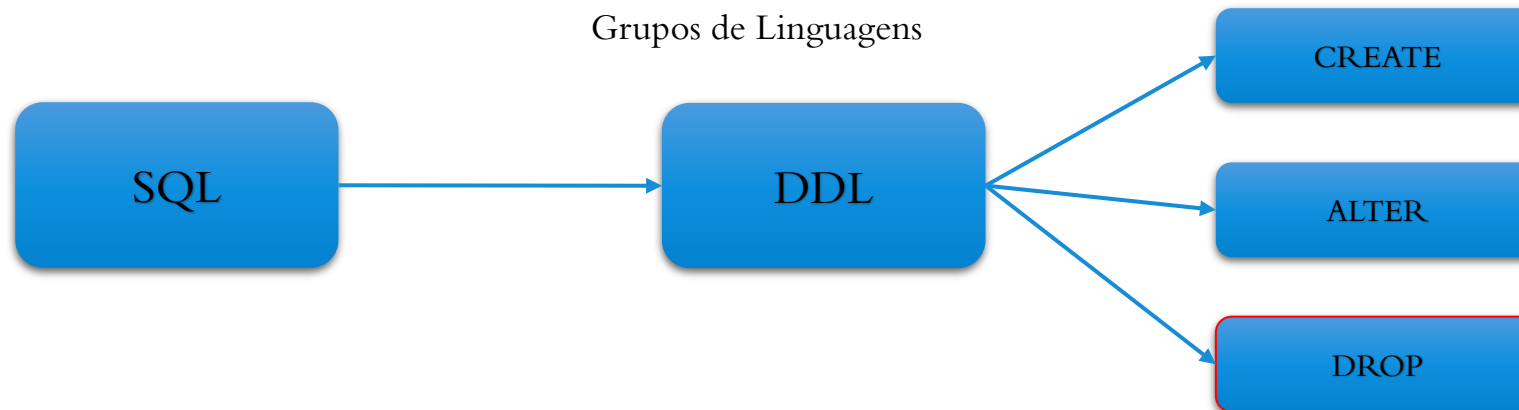 Grupos de Linguagens
SQL
DDL
CREATE
ALTER
DROP